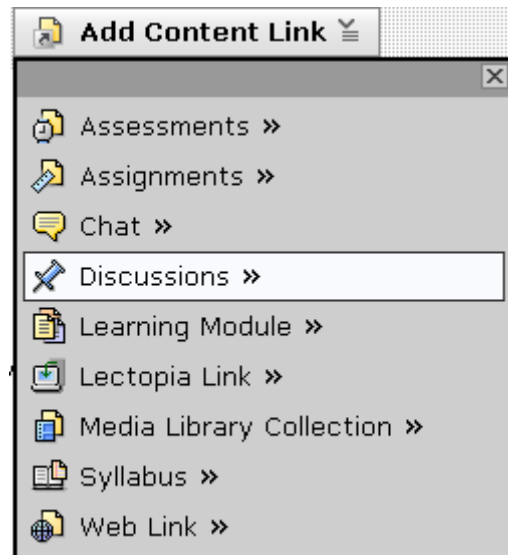 Add Content Link
Assessments »
Assignments »
Chat »
Discussions »
Learning Module »
Lectopia Link »
Media Library Collection »
Syllabus »
Web Link »